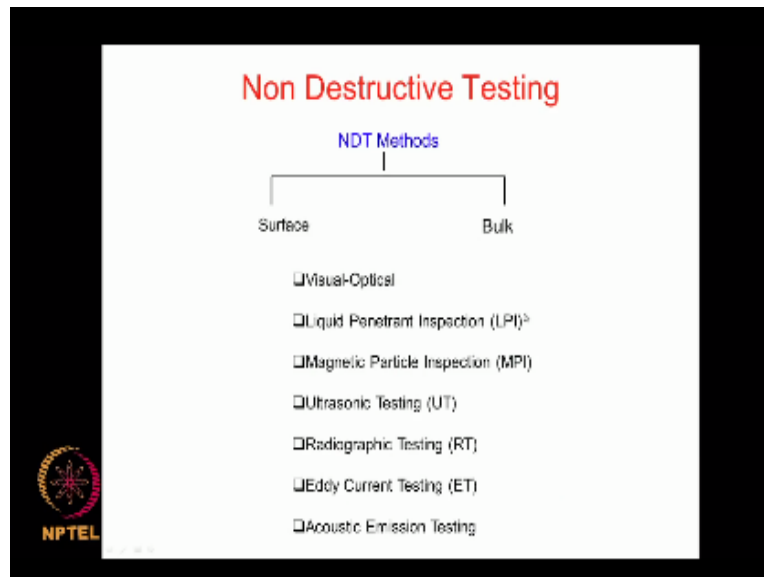 Non Destructive Testing
NDT Methods
Surface Bulk
❑Visual-Optical
❑Liquid Penetrant Inspection (LPI)
❑Magnetic Particle Inspection (MPI)
❑Ultrasonic Testing (UT)
❑Radiographic Testing (RT)
❑Eddy Current Testing (ET)
❑Acoustic Emission Testing
NPTEL